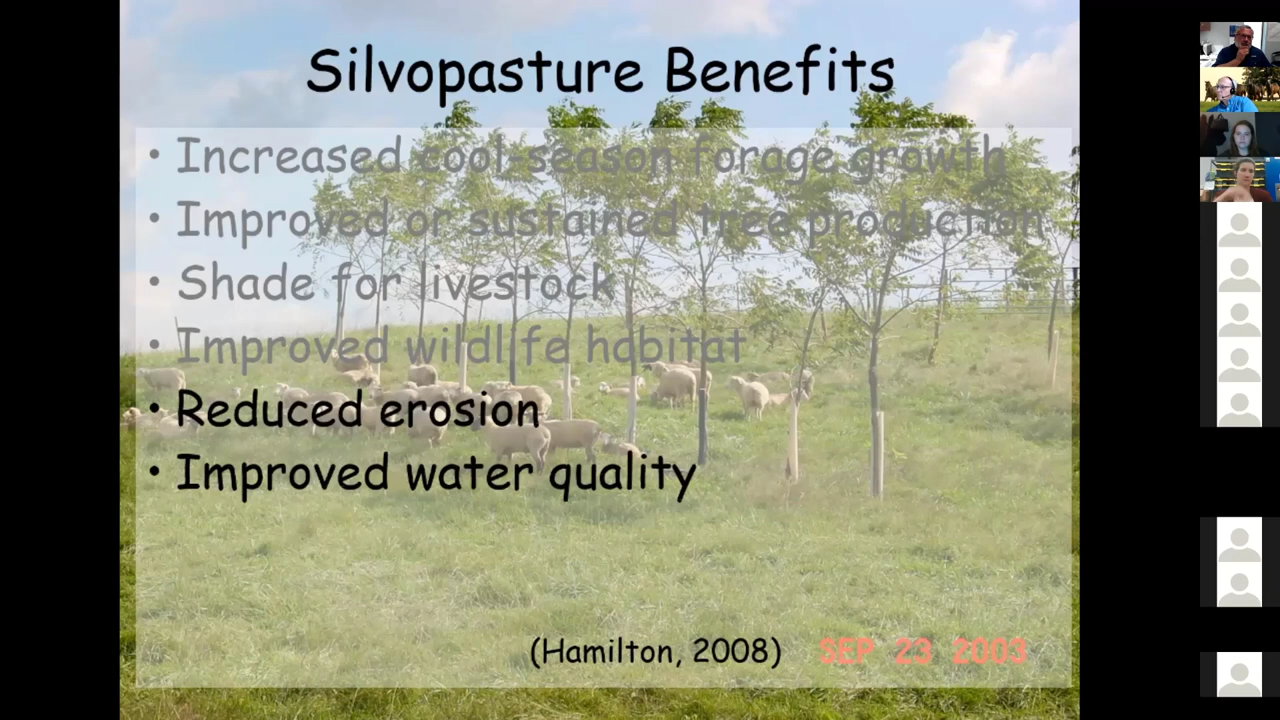 Silvopasture Benefits
• Increased cool-season forage growth
• Improved or sustained tree production
• Shade for livestock
• Improved wildlife habitat
• Reduced erosion
• Improved water quality
(Hamilton, 2008)
SEP 23 2003